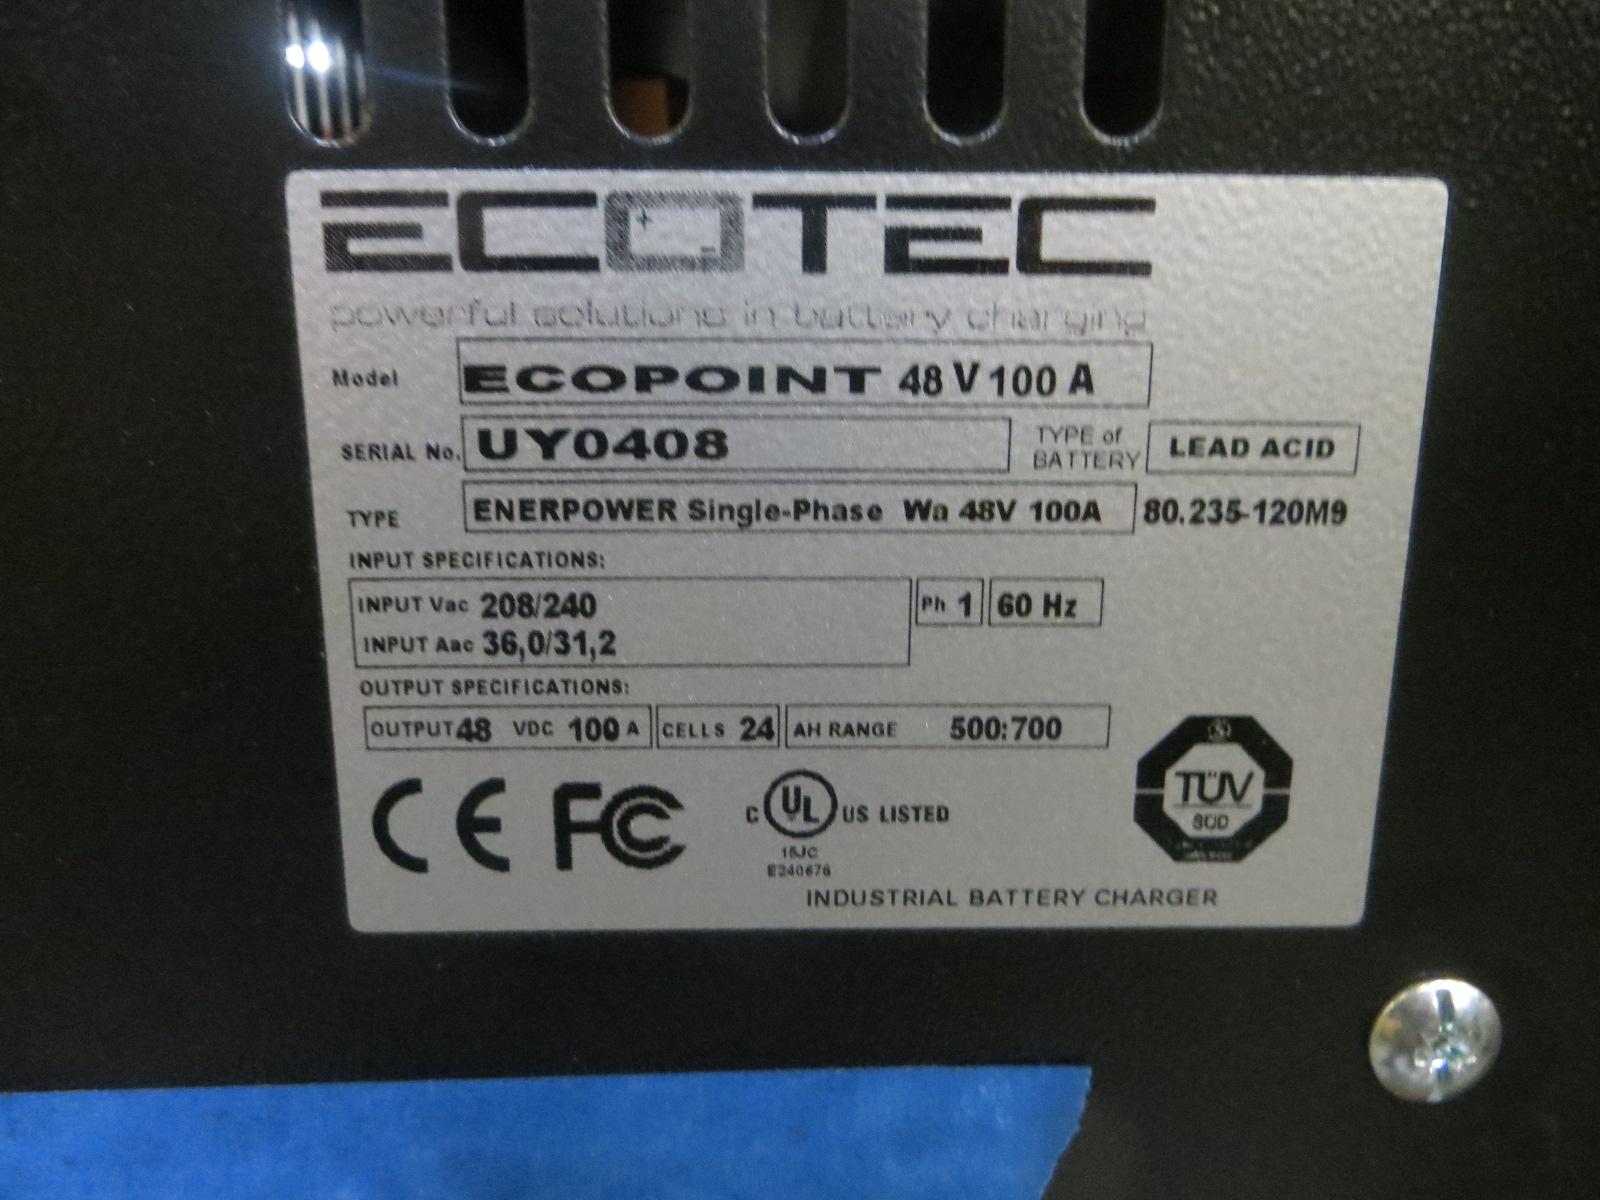 ECOTEC
powerful solutions in battery charging
Model ECOPOINT 48 V 100 A
SERIAL No. UY0408 TYPE of BATTERY LEAD ACID
TYPE ENERPOWER Single-Phase Wa 48V 100A 80.235-120M9
INPUT SPECIFICATIONS:
INPUT Vac 208/240 Ph 1 60 Hz
INPUT Aac 36,0/31,2
OUTPUT SPECIFICATIONS:
OUTPUT 48 VDC 100 A CELLS 24 AH RANGE 500:700
CE FC C UL US LISTED
15JC
E240676
TÜV
SÜD
INDUSTRIAL BATTERY CHARGER